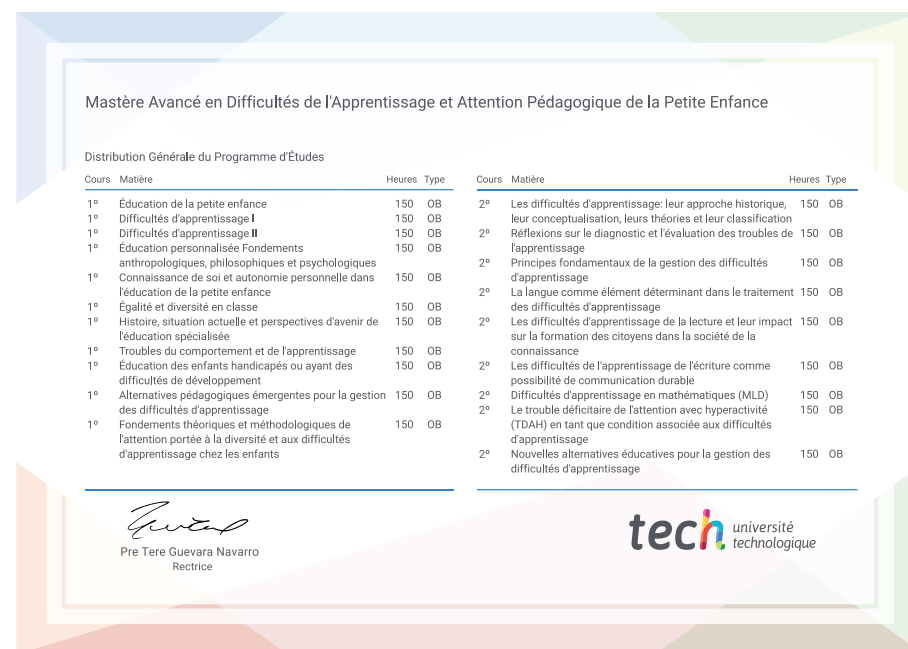 Mastère Avancé en Difficultés de l'Apprentissage et Attention Pédagogique de la Petite Enfance
Distribution Générale du Programme d'Études
Cours Matière Heures Type
1º Éducation de la petite enfance 150 OB
1º Difficultés d'apprentissage I 150 OB
1º Difficultés d'apprentissage II 150 OB
1º Éducation personnalisée Fondements 150 OB
anthropologiques, philosophiques et psychologiques
1º Connaissance de soi et autonomie personnelle dans 150 OB
l'éducation de la petite enfance
1º Égalité et diversité en classe 150 OB
1º Histoire, situation actuelle et perspectives d'avenir de 150 OB
l'éducation spécialisée
1º Troubles du comportement et de l'apprentissage 150 OB
1º Éducation des enfants handicapés ou ayant des 150 OB
difficultés de développement
1º Alternatives pédagogiques émergentes pour la gestion 150 OB
des difficultés d'apprentissage
1º Fondements théoriques et méthodologiques de 150 OB
l'attention portée à la diversité et aux difficultés
d'apprentissage chez les enfants
Cours Matière Heures Type
2º Les difficultés d'apprentissage: leur approche historique, 150 OB
leur conceptualisation, leurs théories et leur classification
2º Réflexions sur le diagnostic et l'évaluation des troubles de 150 OB
l'apprentissage
2º Principes fondamentaux de la gestion des difficultés 150 OB
d'apprentissage
2º La langue comme élément déterminant dans le traitement 150 OB
des difficultés d'apprentissage
2º Les difficultés d'apprentissage de la lecture et leur impact 150 OB
sur la formation des citoyens dans la société de la
connaissance
2º Les difficultés de l'apprentissage de l'écriture comme 150 OB
possibilité de communication durable
2º Difficultés d'apprentissage en mathématiques (MLD) 150 OB
2º Le trouble déficitaire de l'attention avec hyperactivité 150 OB
(TDAH) en tant que condition associée aux difficultés
d'apprentissage
2º Nouvelles alternatives éducatives pour la gestion des 150 OB
difficultés d'apprentissage
Pre Tere Guevara Navarro
Rectrice
tech université
technologique